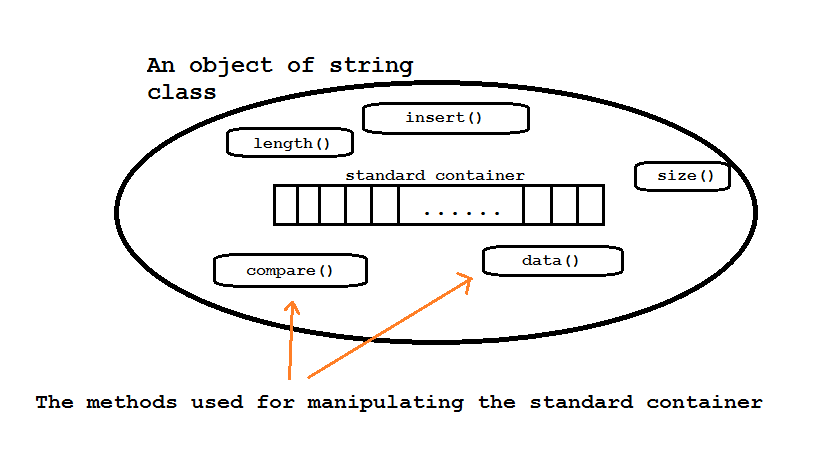 An object of string
class
insert()
length()
standard container
size()
......
compare()
data()
The methods used for manipulating the standard container